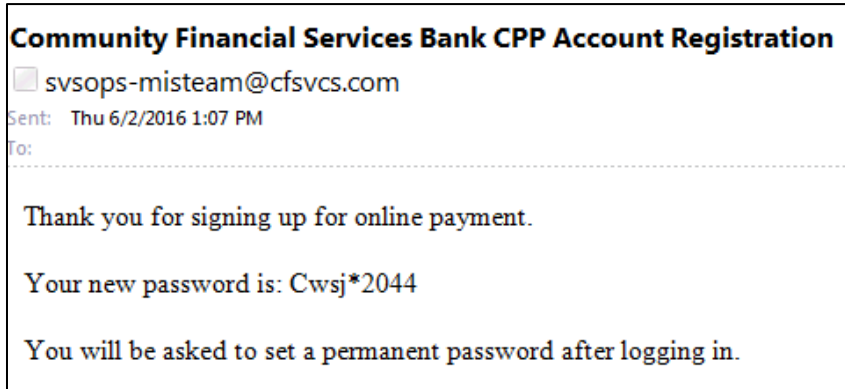 Community Financial Services Bank CPP Account Registration
svsops-misteam@cfsvcs.com
Sent: Thu 6/2/2016 1:07 PM
To:
Thank you for signing up for online payment.
Your new password is: Cwsj*2044
You will be asked to set a permanent password after logging in.